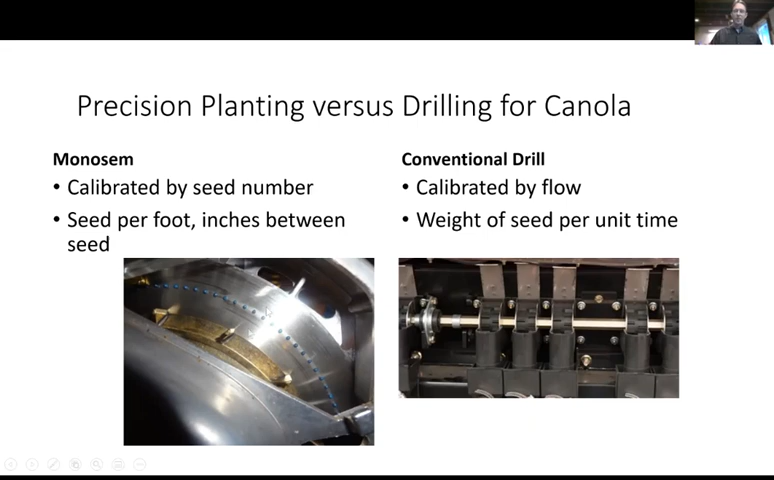 Precision Planting versus Drilling for Canola
Monosem
• Calibrated by seed number
• Seed per foot, inches between
seed
Conventional Drill
• Calibrated by flow
• Weight of seed per unit time